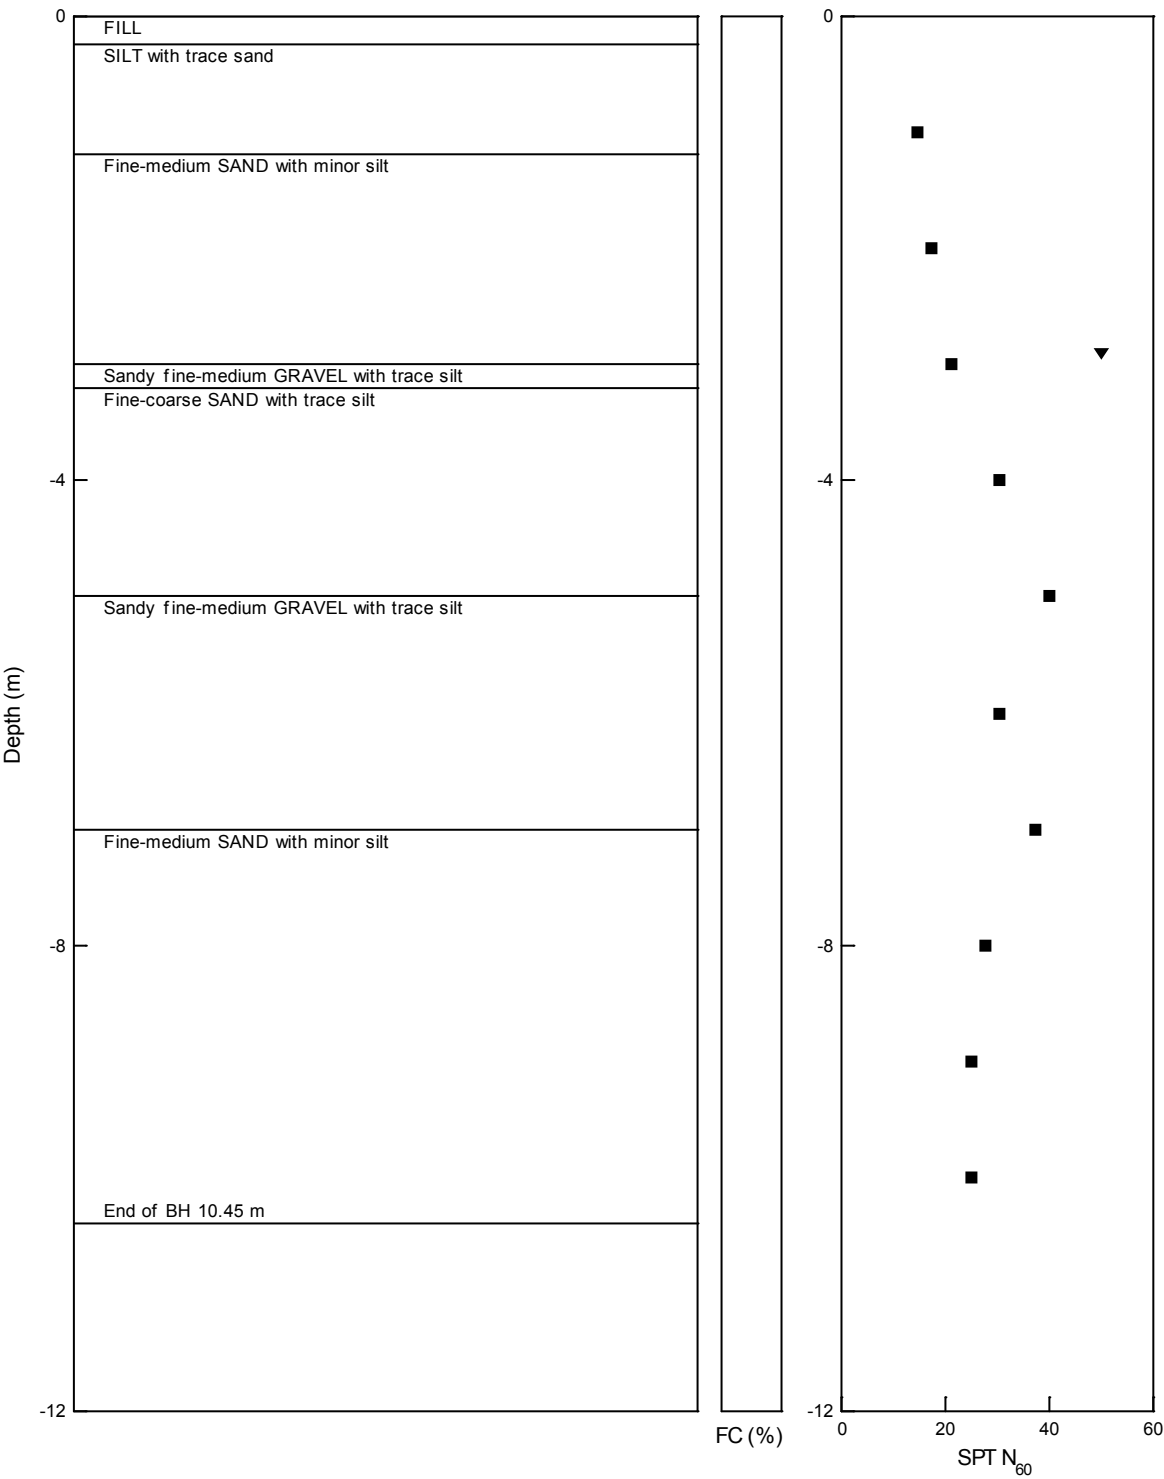 0
FILL
SILT with trace sand
Fine-medium SAND with minor silt
Sandy fine-medium GRAVEL with trace silt
Fine-coarse SAND with trace silt
-4
Sandy fine-medium GRAVEL with trace silt
Depth (m)
Fine-medium SAND with minor silt
-8
End of BH 10.45 m
-12
FC (%)
0
-4
-8
-12
0 20 40 60
SPT N60